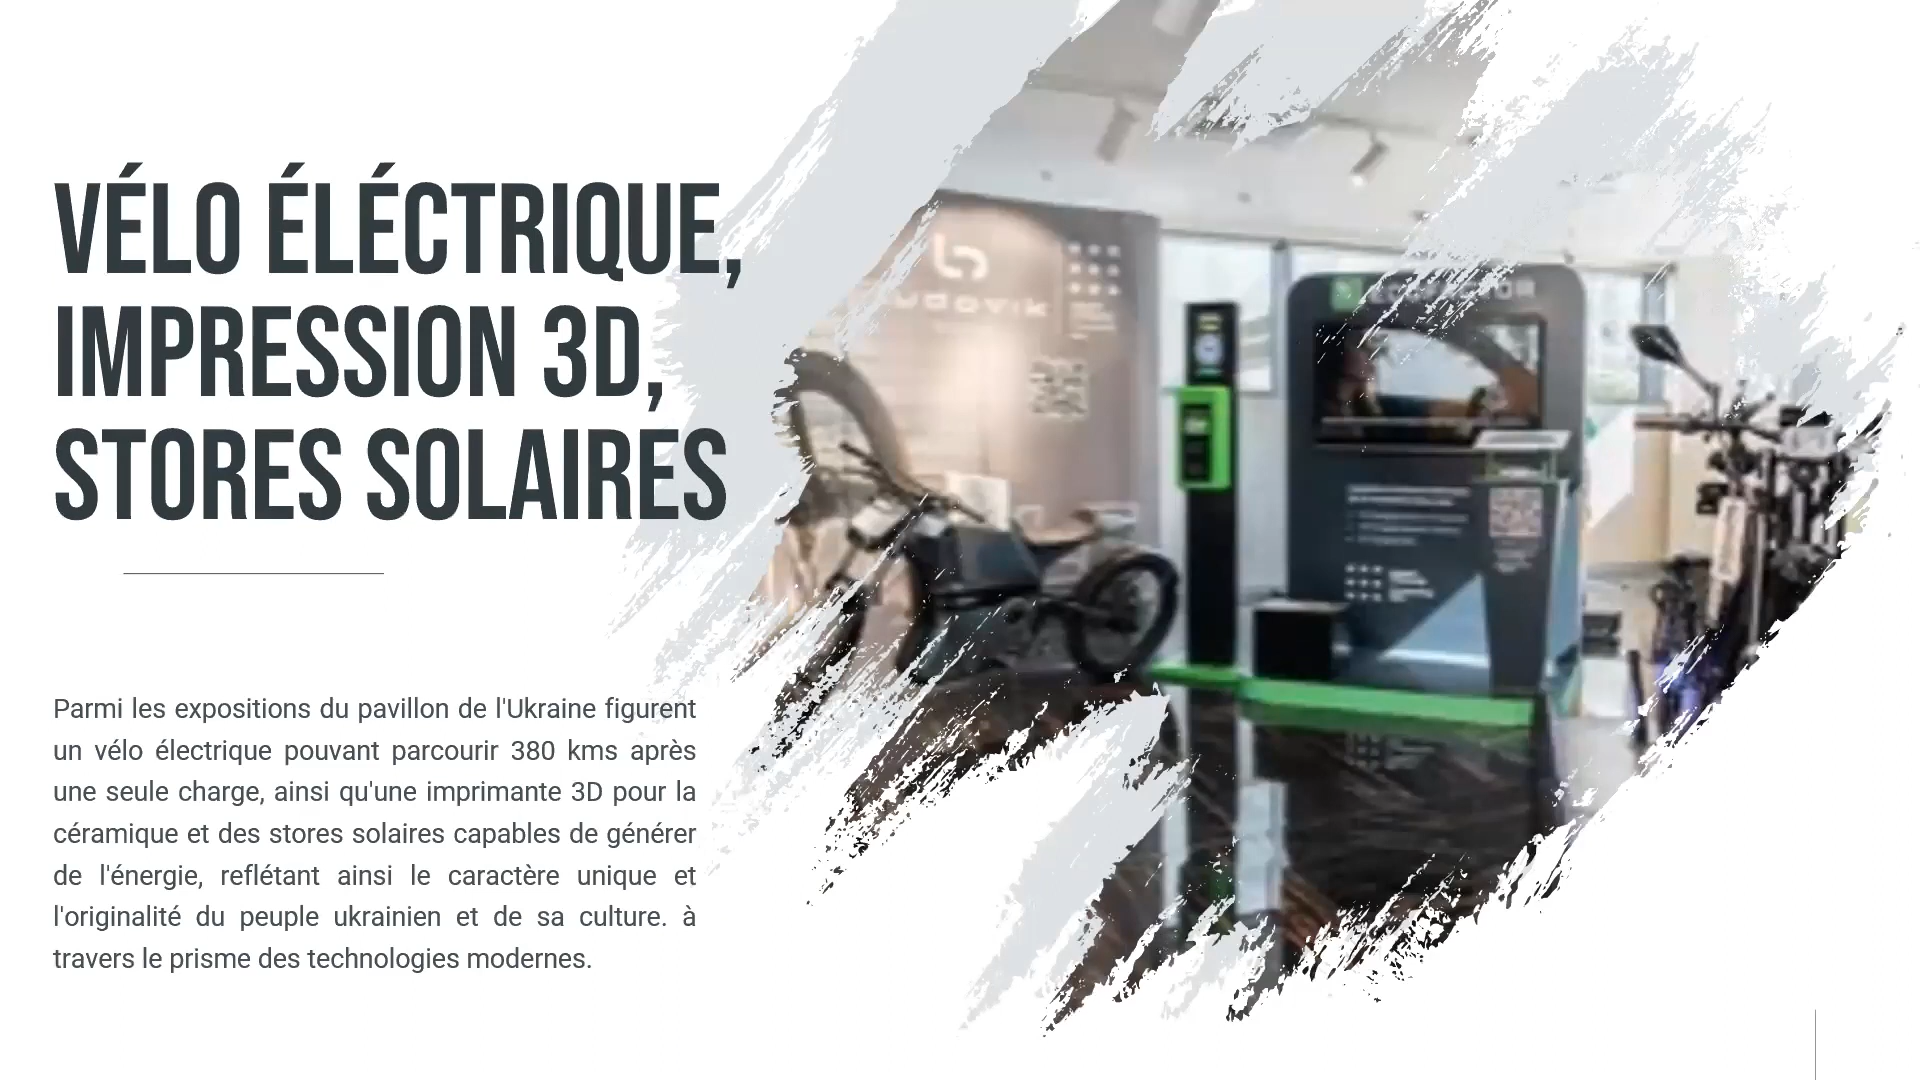 VÉLO ÉLÉCTRIQUE,
IMPRESSION 3D,
STORES SOLAIRES
Parmi les expositions du pavillon de l'Ukraine figurent
un vélo électrique pouvant parcourir 380 kms après
une seule charge, ainsi qu'une imprimante 3D pour la
céramique et des stores solaires capables de générer
de l'énergie, reflétant ainsi le caractère unique et
l'originalité du peuple ukrainien et de sa culture. à
travers le prisme des technologies modernes.